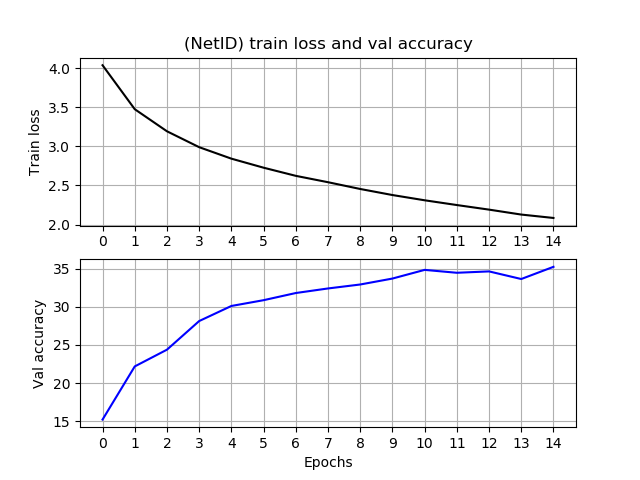 (NetID) train loss and val accuracy
Train loss
4.0
3.5
3.0
2.5
2.0
0 1 2 3 4 5 6 7 8 9 10 11 12 13 14
Val accuracy
35
30
25
20
15
0 1 2 3 4 5 6 7 8 9 10 11 12 13 14
Epochs